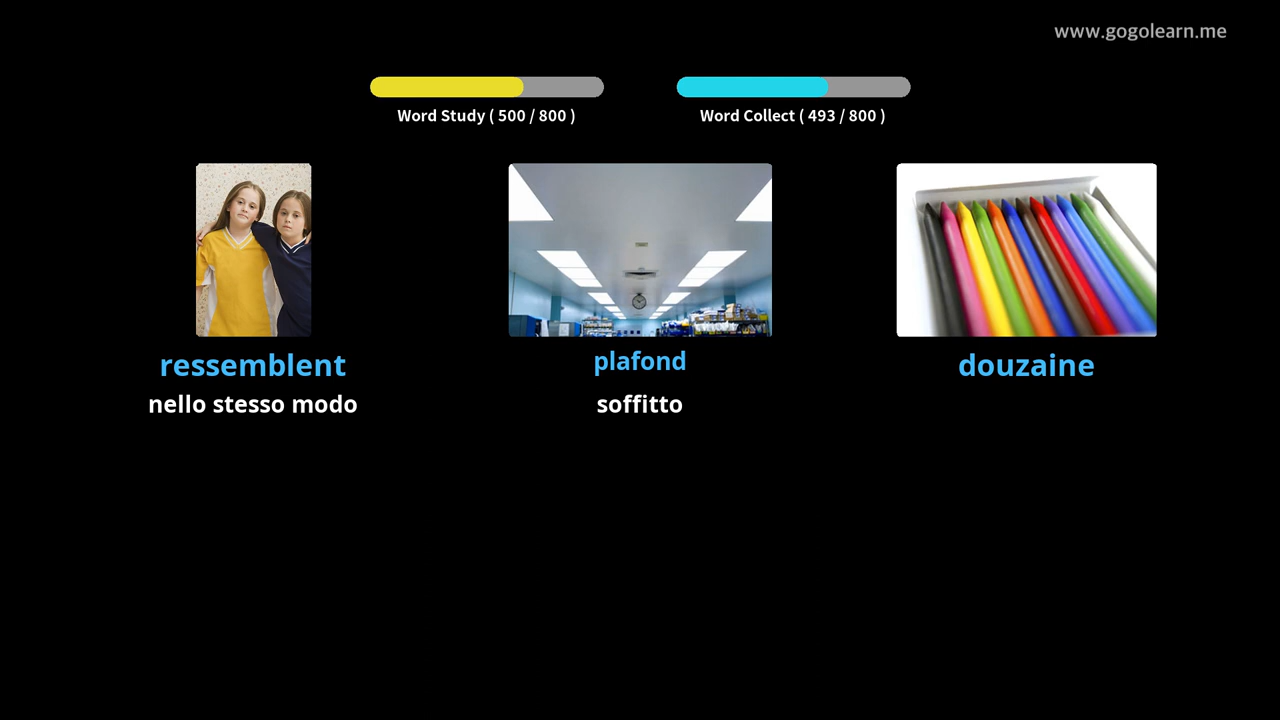 www.gogolearn.me
Word Study ( 500 / 800 )
Word Collect ( 493 / 800 )
ressemblent
plafond
douzaine
nello stesso modo
soffitto